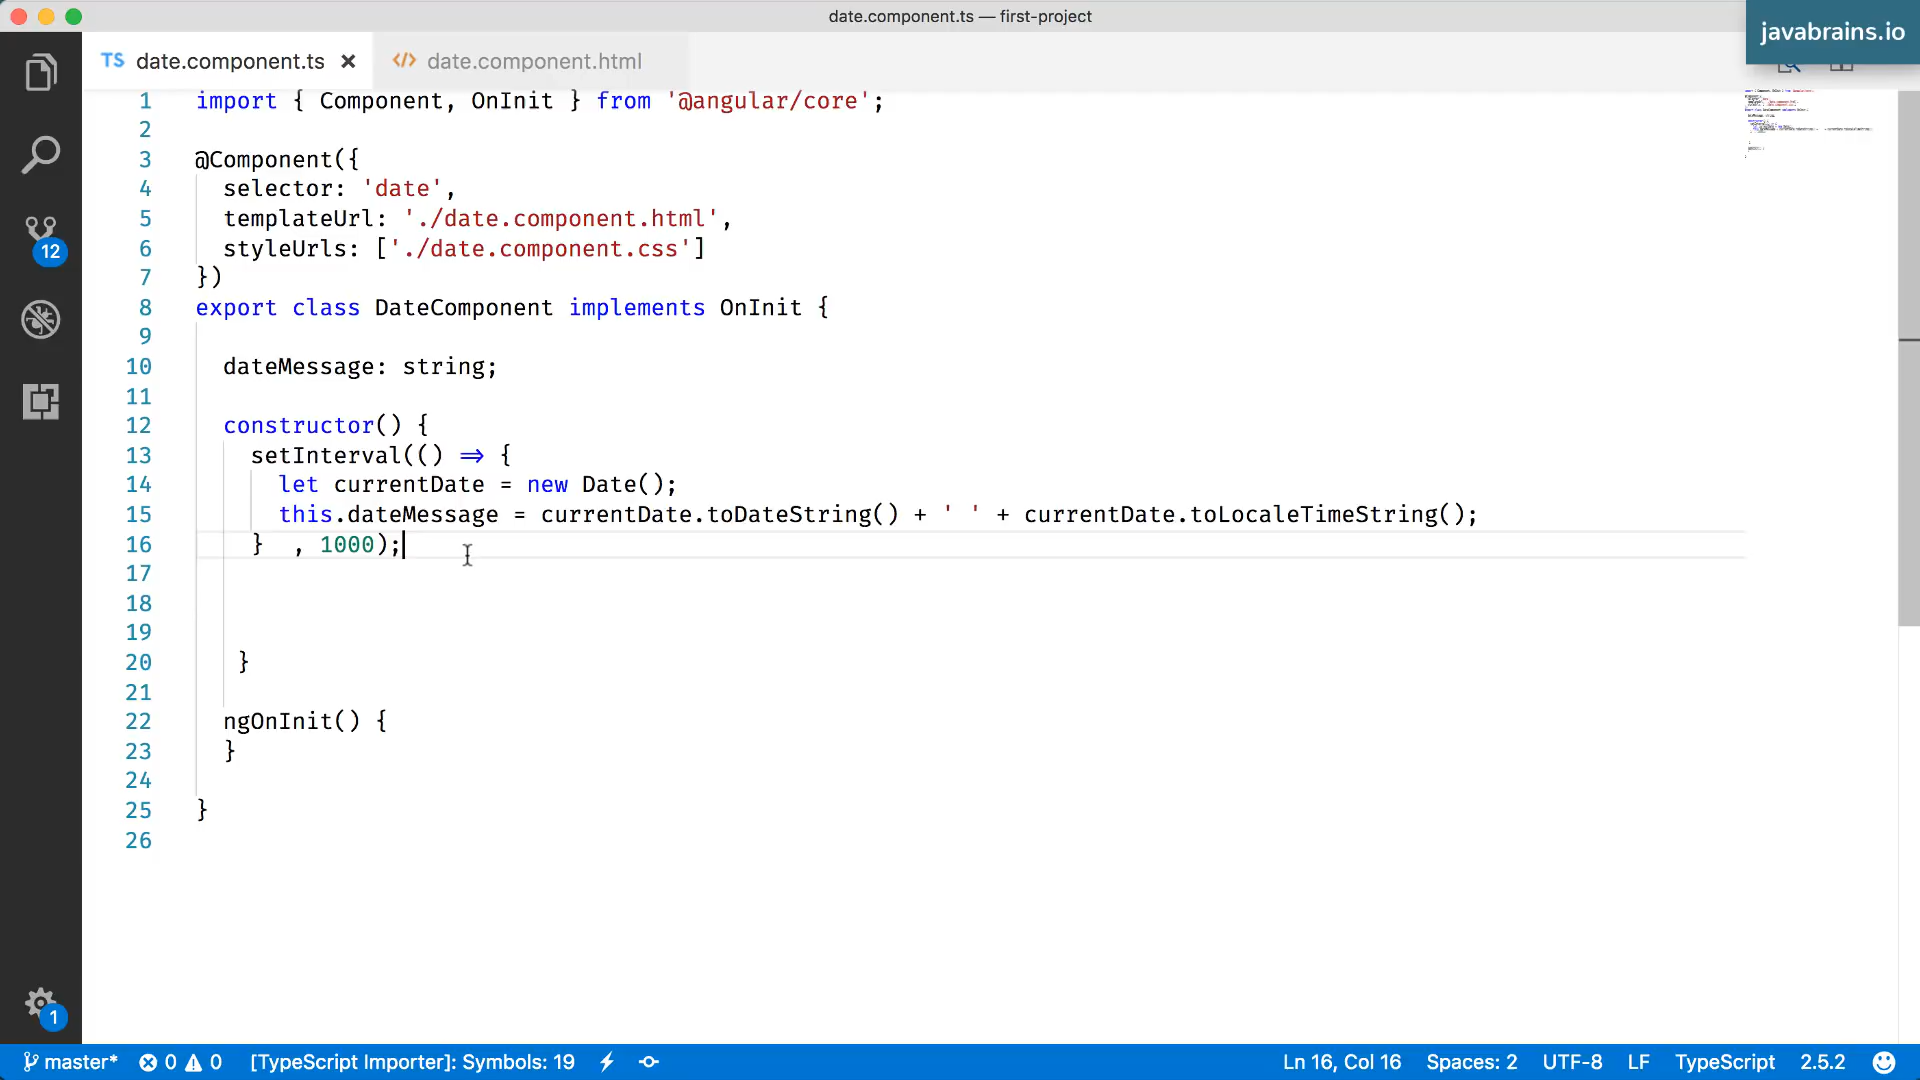 date.component.ts — first-project
javabrains.io
TS date.component.ts
</> date.component.html
1 import { Component, OnInit } from '@angular/core';
2
3 @Component({
4 selector: 'date',
5 templateUrl: './date.component.html',
6 styleUrls: ['./date.component.css']
7 })
8 export class DateComponent implements OnInit {
9
10 dateMessage: string;
11
12 constructor() {
13 setInterval(() => {
14 let currentDate = new Date();
15 this.dateMessage = currentDate.toDateString() + ' ' + currentDate.toLocaleTimeString();
16 } , 1000);
17
18
19
20 }
21
22 ngOnInit() {
23 }
24
25 }
26
12
1
master* 0 0 [TypeScript Importer]: Symbols: 19 Ln 16, Col 16 Spaces: 2 UTF-8 LF TypeScript 2.5.2